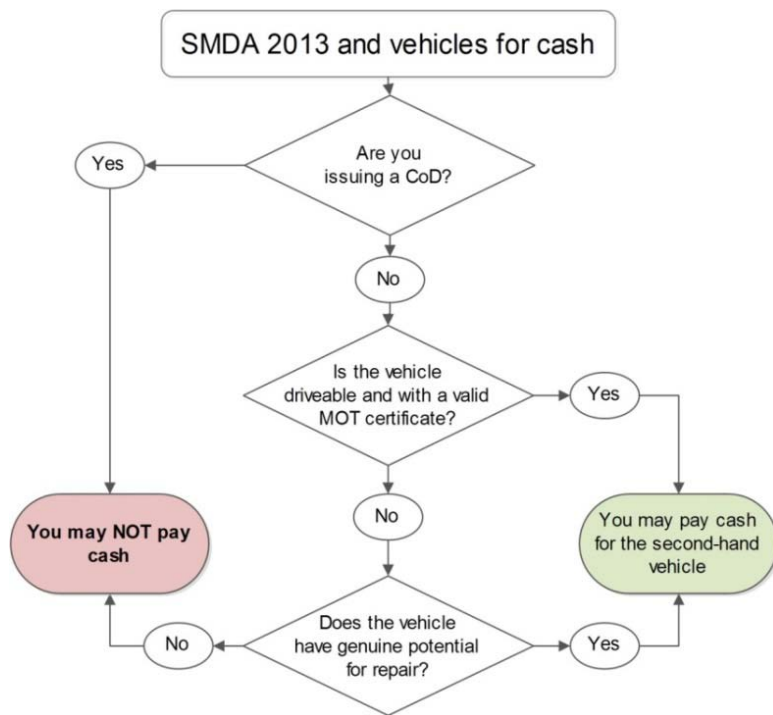 SMDA 2013 and vehicles for cash
Are you
issuing a CoD?
Yes
No
Is the vehicle
driveable and with a valid
MOT certificate?
Yes
No
You may NOT pay
cash
You may pay cash
for the second-hand
vehicle
Does the vehicle
have genuine potential
for repair?
No
Yes